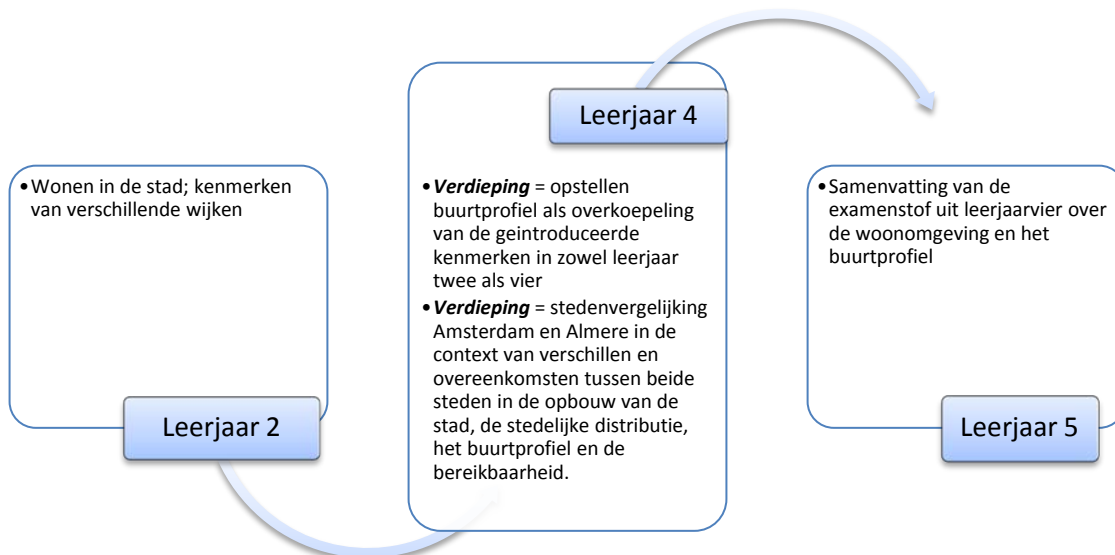 •Wonen in de stad; kenmerken
van verschillende wijken
Leerjaar 2
Leerjaar 4
•Verdieping = opstellen
buurtprofiel als overkoepeling
van de geintroduceerde
kenmerken in zowel leerjaar
twee als vier
•Verdieping = stedenvergelijking
Amsterdam en Almere in de
context van verschillen en
overeenkomsten tussen beide
steden in de opbouw van de
stad, de stedelijke distributie,
het buurtprofiel en de
bereikbaarheid.
•Samenvatting van de
examenstof uit leerjaarvier over
de woonomgeving en het
buurtprofiel
Leerjaar 5